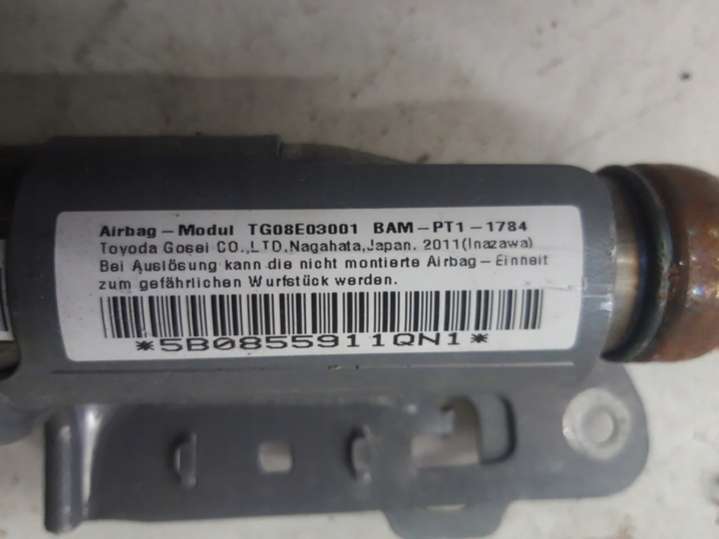 Airbag-Modul TG08E03001 BAM-PT1-1784
Toyoda Gosei CO.,LTD.Nagahata,Japan. 2011(Inazawa)
Bei Auslösung kann die nicht montierte Airbag-Einheit
zum gefährlichen Wurfstück werden.
*5B0855911QN1*